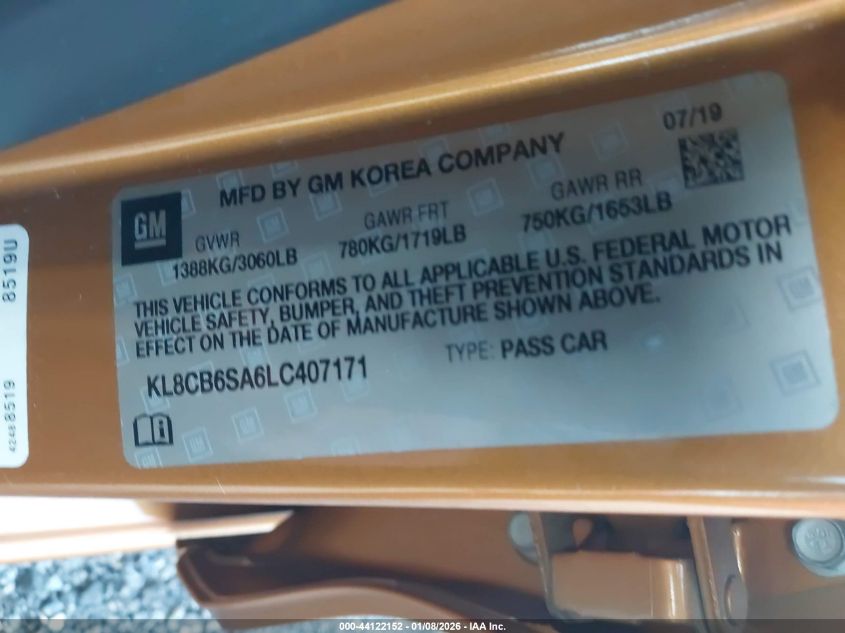 07/19
MFD BY GM KOREA COMPANY
GM
GVWR GAWR FRT GAWR RR
1388KG/3060LB 780KG/1719LB 750KG/1653LB
THIS VEHICLE CONFORMS TO ALL APPLICABLE U.S. FEDERAL MOTOR
VEHICLE SAFETY, BUMPER, AND THEFT PREVENTION STANDARDS IN
EFFECT ON THE DATE OF MANUFACTURE SHOWN ABOVE.
KL8CB6SA6LC407171 TYPE: PASS CAR
8519U
42488519
000-44122152 - 01/08/2026 - IAA Inc.